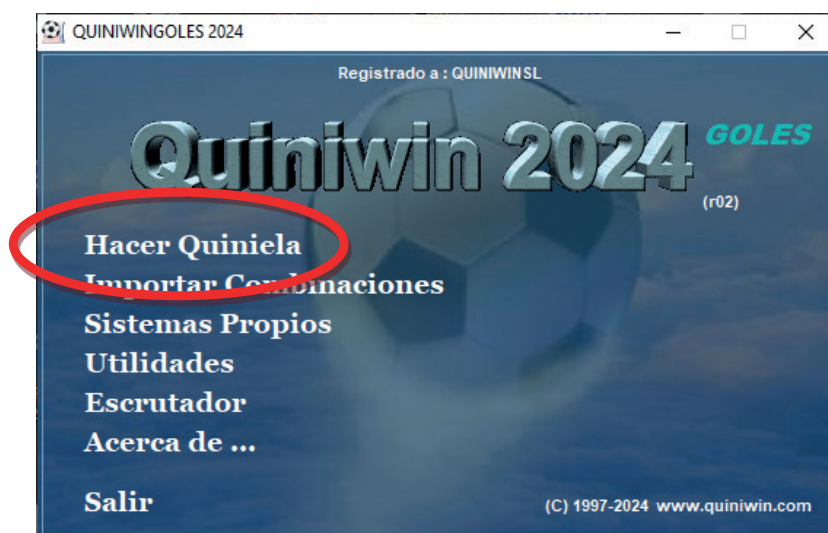 QUINIWINGOLES 2024
Registrado a : QUINIWINSL
Quiniwin 2024 GOLES
(r02)
Hacer Quiniela
Importar Combinaciones
Sistemas Propios
Utilidades
Escrutador
Acerca de ...
Salir
(C) 1997-2024 www.quiniwin.com